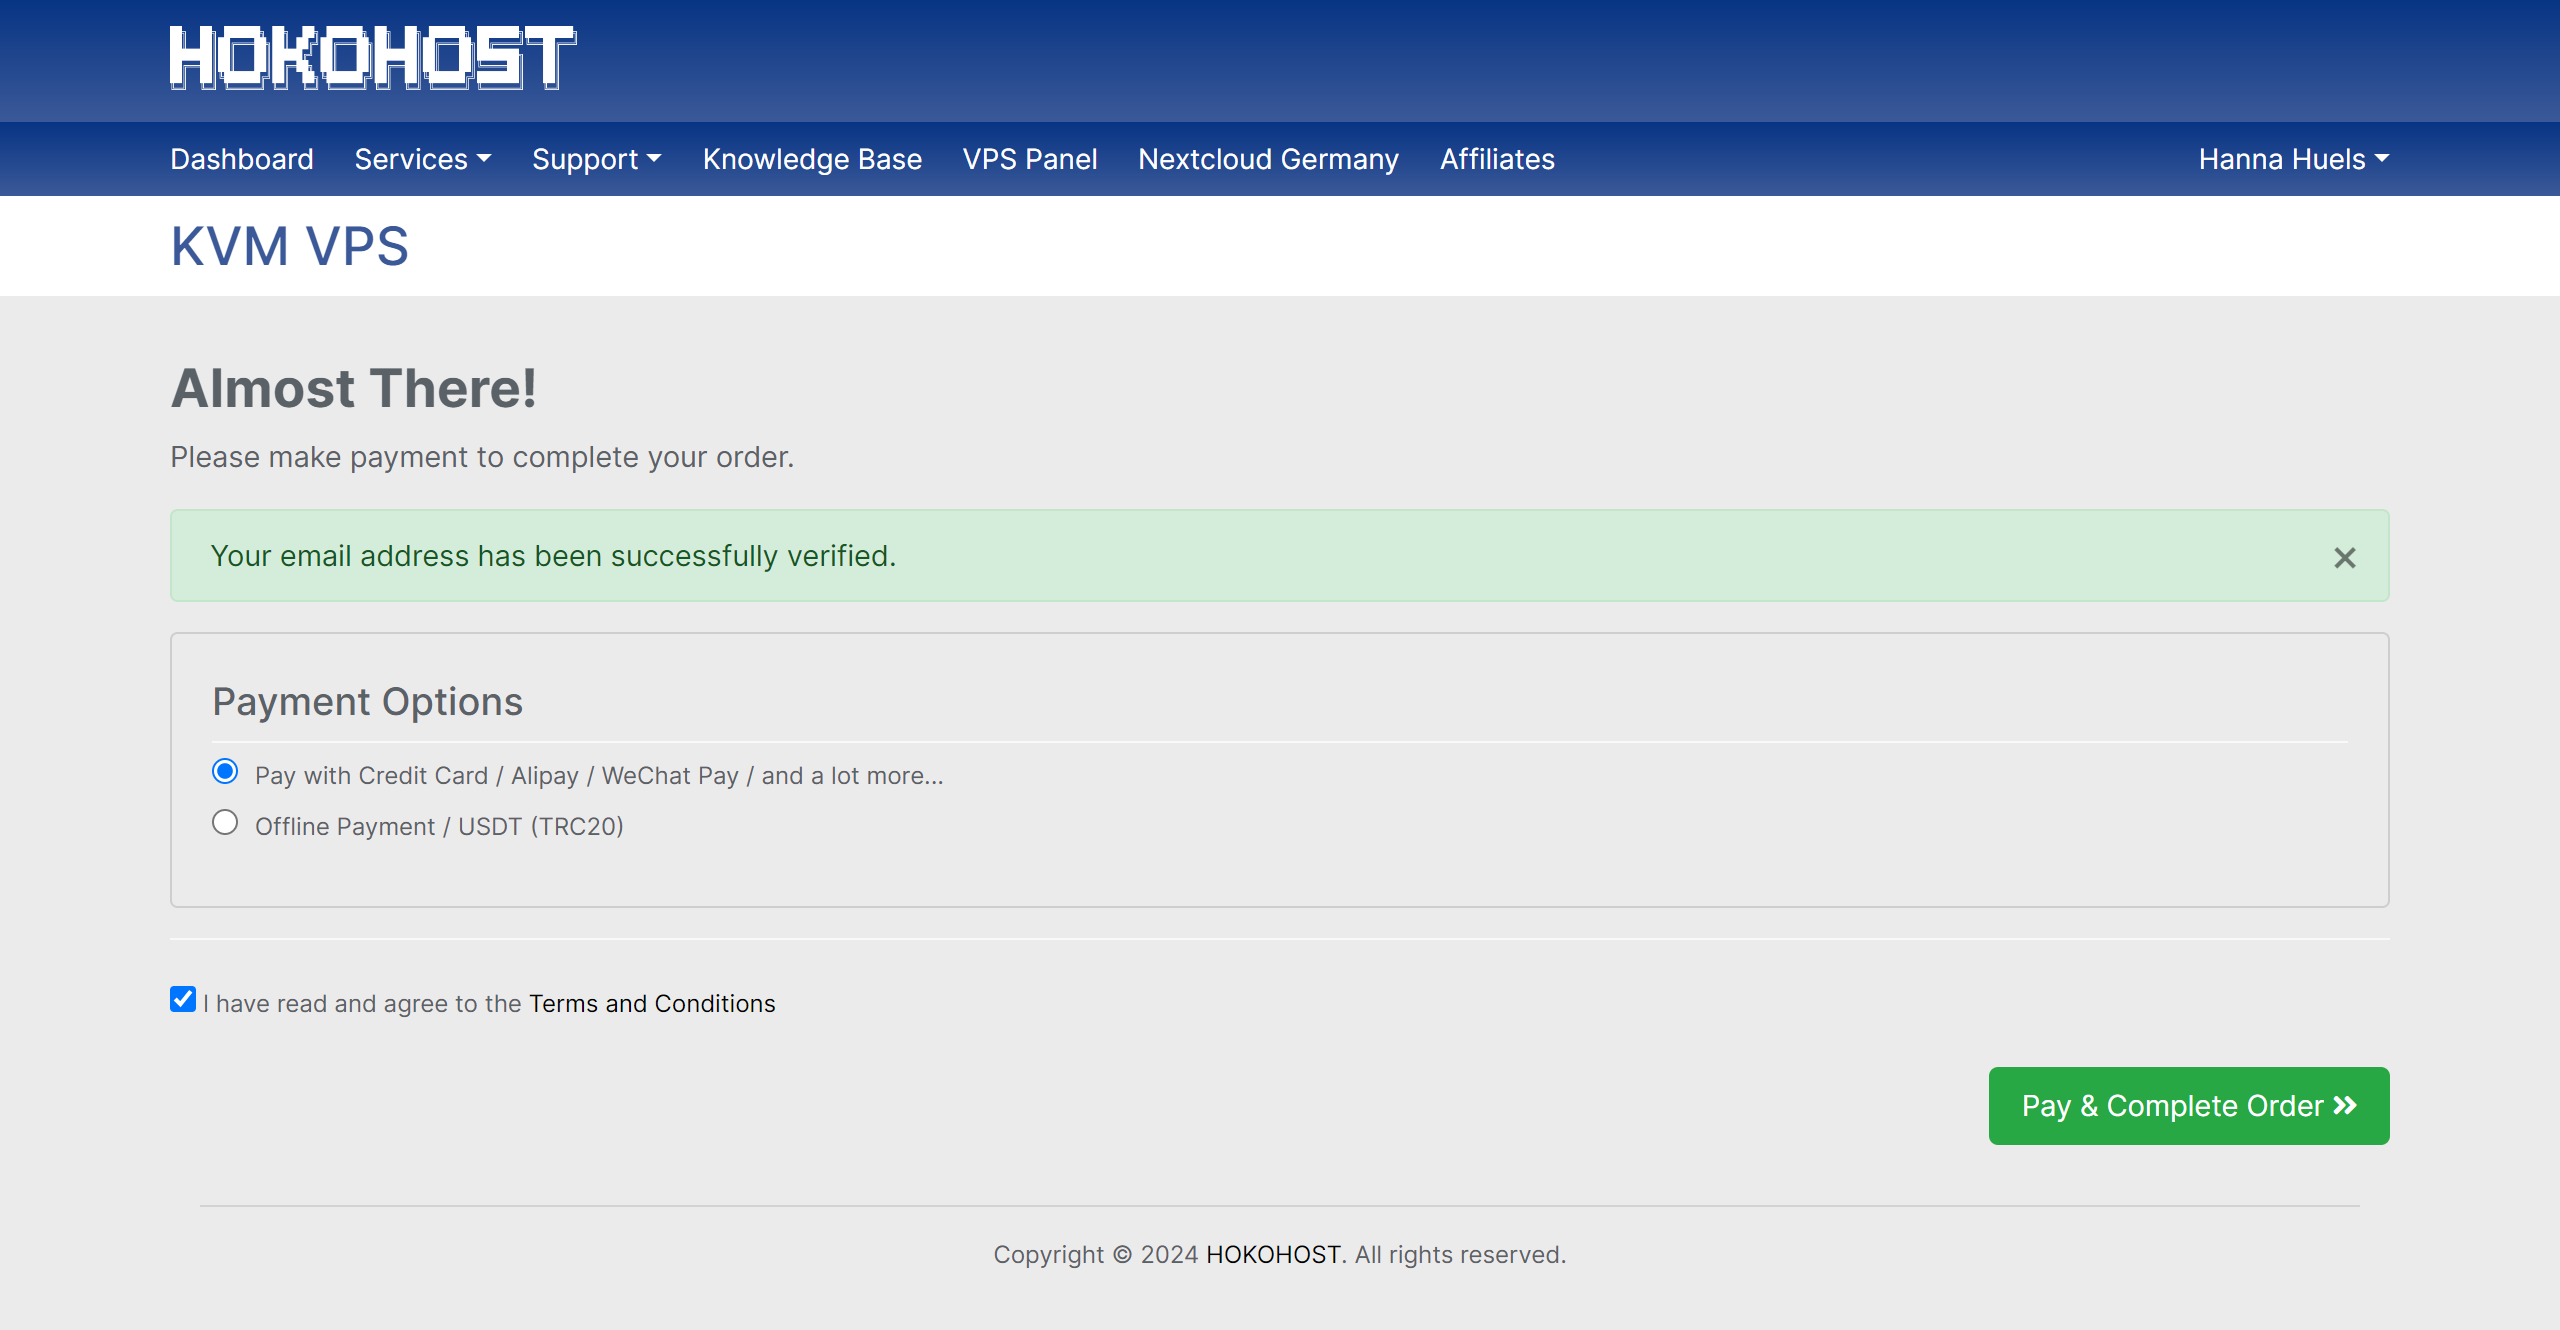 HOKOHOST
Dashboard Services Support Knowledge Base VPS Panel Nextcloud Germany Affiliates Hanna Huels
KVM VPS
Almost There!
Please make payment to complete your order.
Your email address has been successfully verified.
Payment Options
Pay with Credit Card / Alipay / WeChat Pay / and a lot more...
Offline Payment / USDT (TRC20)
I have read and agree to the Terms and Conditions
Pay & Complete Order
Copyright © 2024 HOKOHOST. All rights reserved.